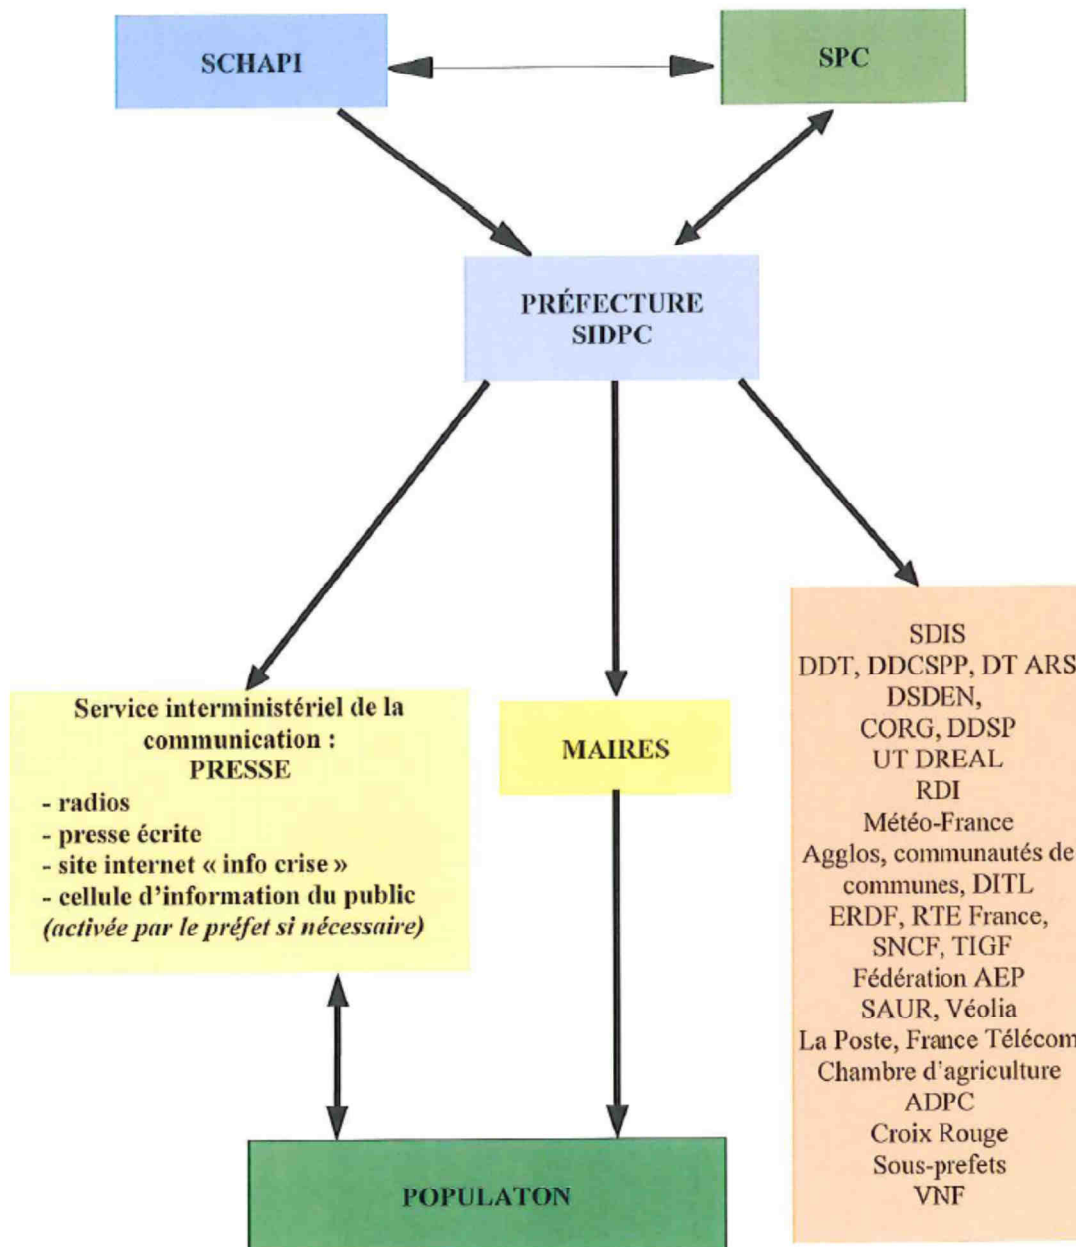 SCHAPI
SPC
PRÉFECTURE
SIDPC
Service interministériel de la
communication :
PRESSE
- radios
- presse écrite
- site internet « info crise »
- cellule d'information du public
(activée par le préfet si nécessaire)
MAIRES
SDIS
DDT, DDCSPP, DT ARS
DSDEN,
CORG, DDSP
UT DREAL
RDI
Météo-France
Agglos, communautés de
communes, DITL
ERDF, RTE France,
SNCF, TIGF
Fédération AEP
SAUR, Véolia
La Poste, France Télécom
Chambre d'agriculture
ADPC
Croix Rouge
Sous-prefets
VNF
POPULATON